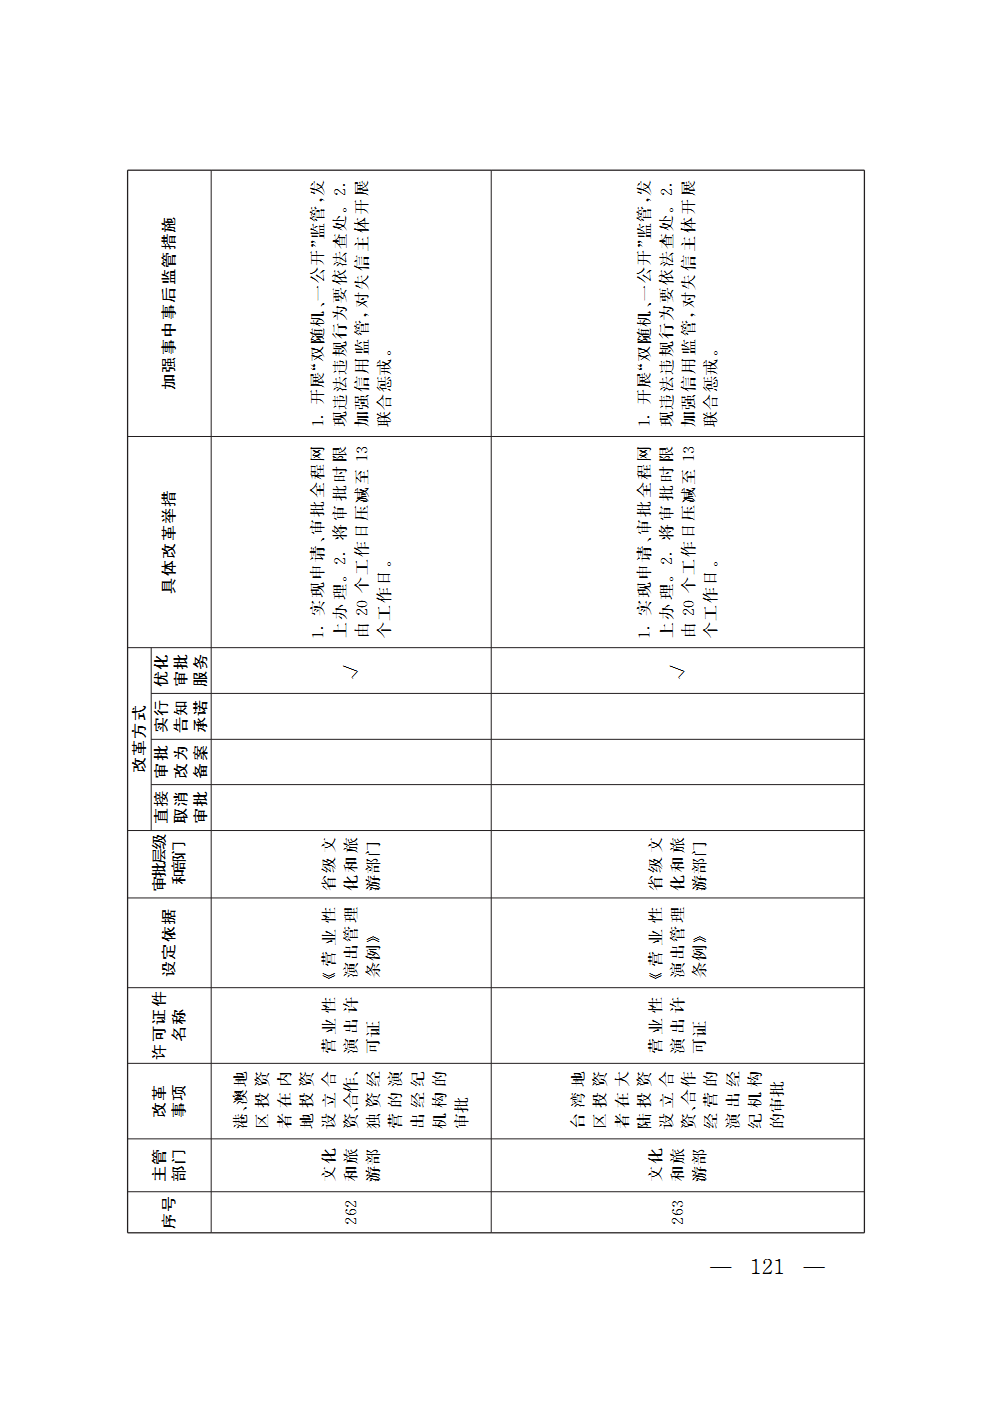 序号
主管
部门
改革
事项
许可证件
名称
设定依据
审批层级
和部门
改革方式
直接
取消
审批
审批
改为
备案
实行
告知
承诺
优化
审批
服务
具体改革举措
加强事中事后监管措施
262
文化
和旅
游部
港、澳地
区投资
者在内
地投资
设立合
资、合作、
独资经
营的演
出经纪
机构的
审批
营业性
演出许
可证
《营业性
演出管理
条例》
省级文
化和旅
游部门
√
1. 实现申请、审批全程网
上办理。2. 将审批时限
由 20 个工作日压减至 13
个工作日。
1. 开展“双随机、一公开”监管,发
现违法违规行为要依法查处。2.
加强信用监管,对失信主体开展
联合惩戒。
263
文化
和旅
游部
台湾地
区投资
者在大
陆投资
设立合
资、合作
经营的
演出经
纪机构
的审批
营业性
演出许
可证
《营业性
演出管理
条例》
省级文
化和旅
游部门
√
1. 实现申请、审批全程网
上办理。2. 将审批时限
由 20 个工作日压减至 13
个工作日。
1. 开展“双随机、一公开”监管,发
现违法违规行为要依法查处。2.
加强信用监管,对失信主体开展
联合惩戒。
— 121 —